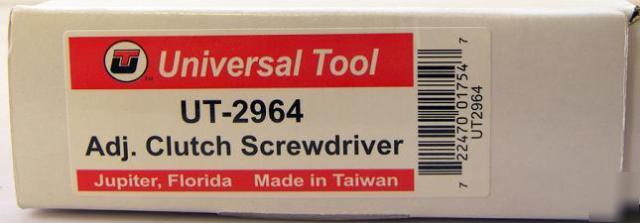 UT Universal Tool
UT-2964
Adj. Clutch Screwdriver
Jupiter, Florida Made in Taiwan
7 22470 01754 7
UT2964